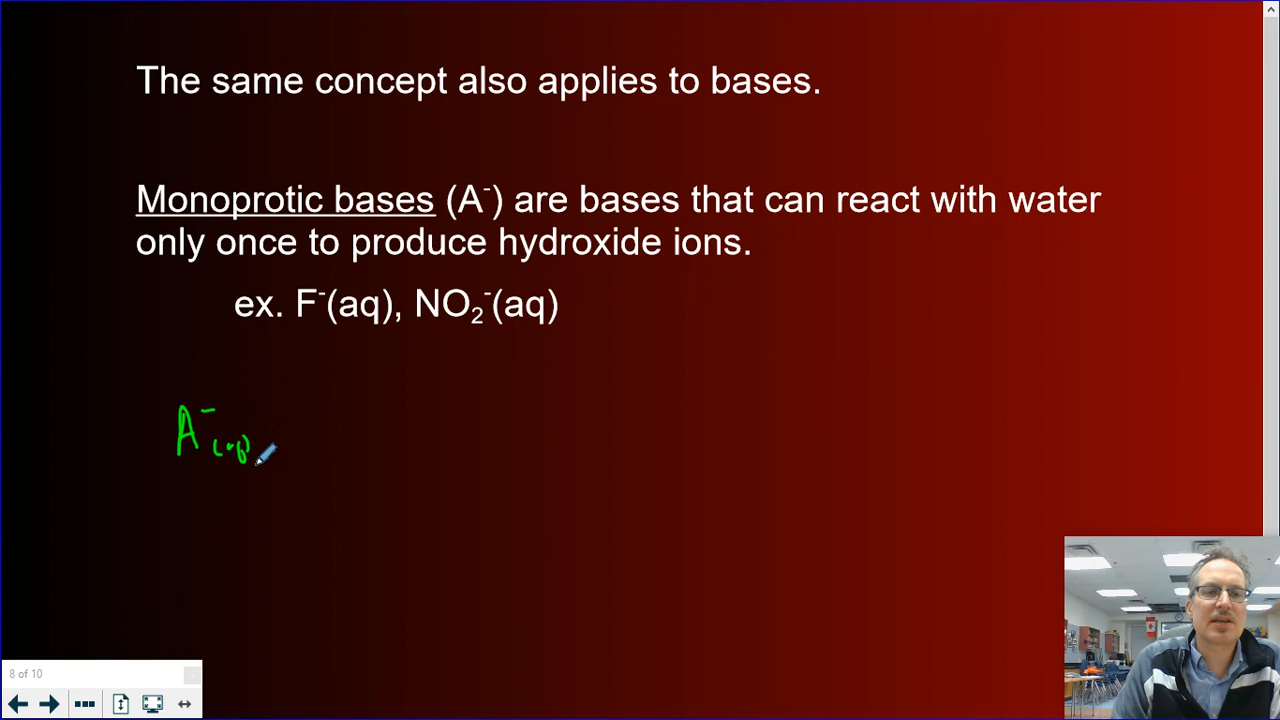 The same concept also applies to bases.
Monoprotic bases (A⁻) are bases that can react with water
only once to produce hydroxide ions.
ex. F⁻(aq), NO₂⁻(aq)
A⁻(aq)
8 of 10